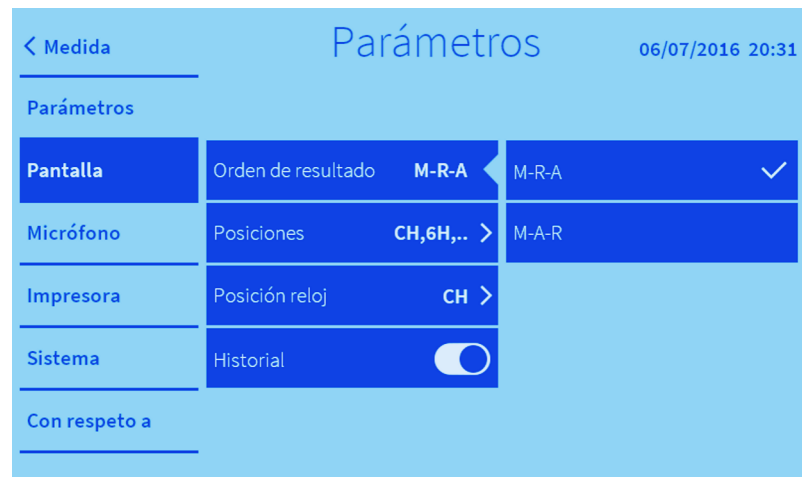 Medida
Parámetros
06/07/2016 20:31
Parámetros
Pantalla
Orden de resultado M-R-A
M-R-A
Micrófono
Posiciones CH,6H,..
M-A-R
Impresora
Posición reloj CH
Sistema
Historial
Con respeto a